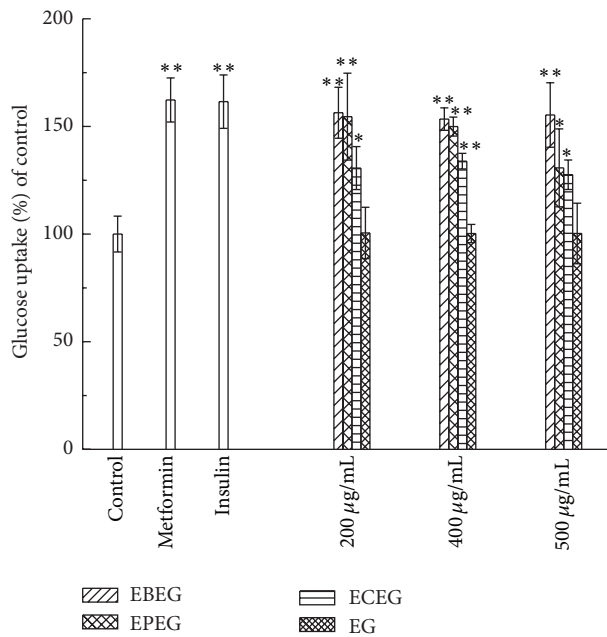 Glucose uptake (%) of control
200
150
100
50
0
**
**
**
**
*
**
**
**
**
*
*
Control
Metformin
Insulin
200 µg/mL
400 µg/mL
500 µg/mL
EBEG
EPEG
ECEG
EG